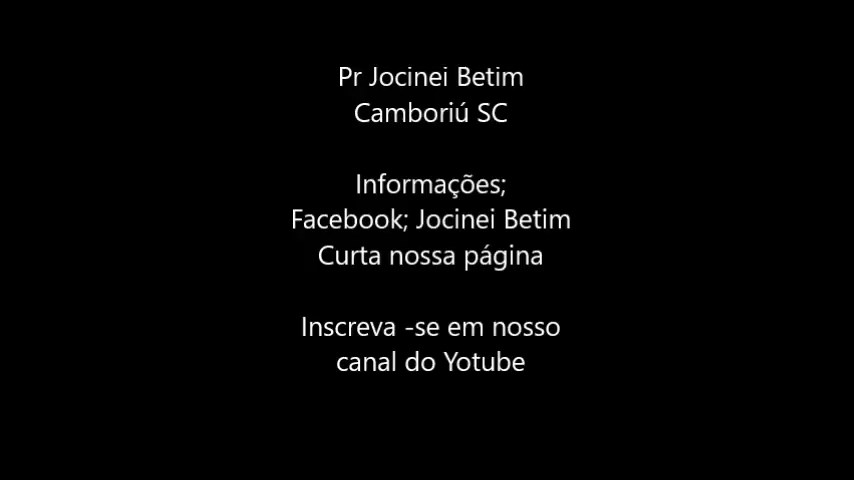 Pr Jocinei Betim
Camboriú SC
Informações;
Facebook; Jocinei Betim
Curta nossa página
Inscreva -se em nosso
canal do Yotube